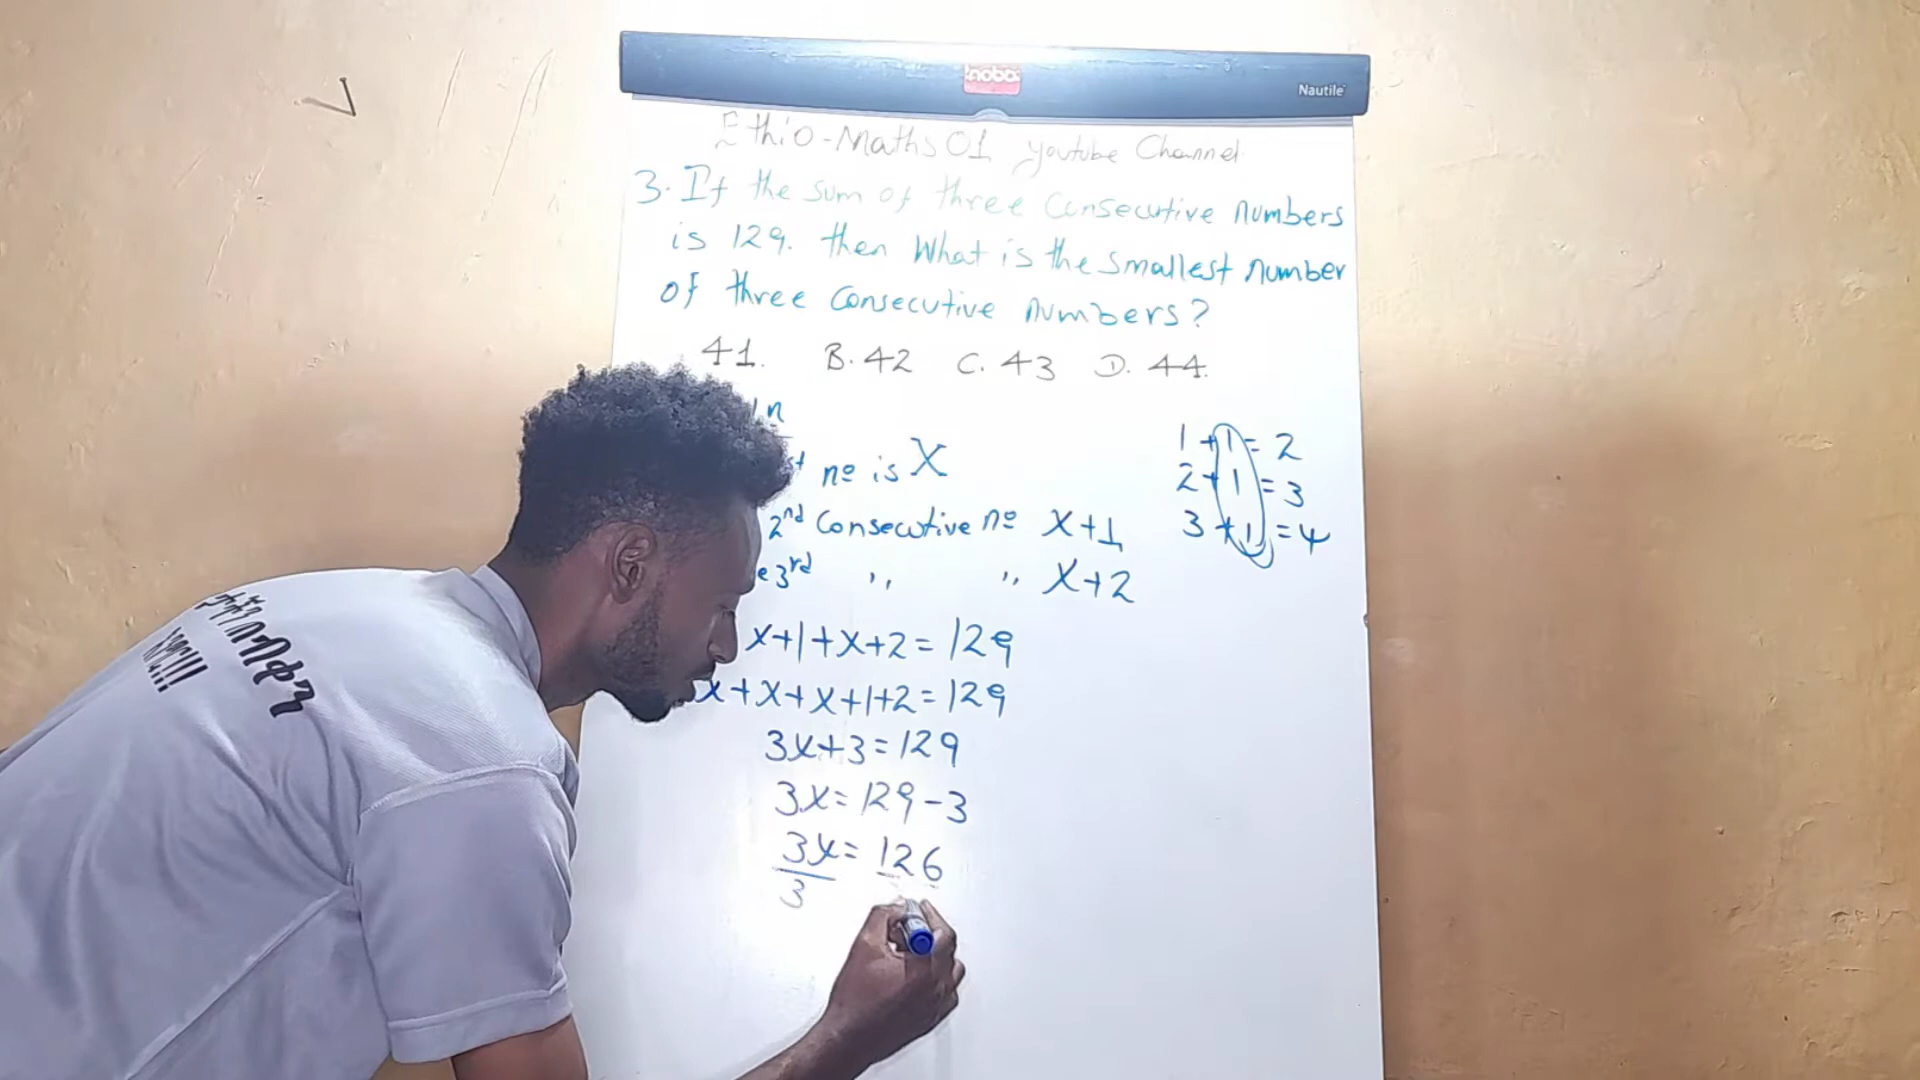 nobo
Nautile
Ethio-Maths 01 youtube Channel
3. If the sum of three Consecutive numbers
is 129. then What is the smallest number
of three Consecutive numbers?
41. B. 42 C. 43 D. 44.
1 + 1 = 2
nº is X
2 + 1 = 3
2nd Consecutive nº X+1
3 + 1 = 4
3rd ,, ,, X+2
x+1+x+2=129
x+x+x+1+2=129
3x+3=129
3x=129-3
3x=126
3